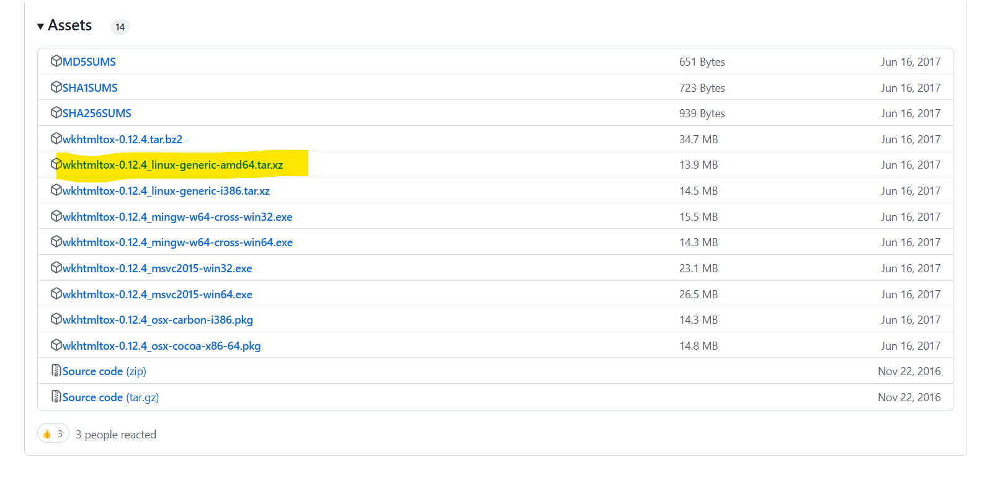 Assets 14
MD5SUMS 651 Bytes Jun 16, 2017
SHA1SUMS 723 Bytes Jun 16, 2017
SHA256SUMS 939 Bytes Jun 16, 2017
wkhtmltox-0.12.4.tar.bz2 34.7 MB Jun 16, 2017
wkhtmltox-0.12.4_linux-generic-amd64.tar.xz 13.9 MB Jun 16, 2017
wkhtmltox-0.12.4_linux-generic-i386.tar.xz 14.5 MB Jun 16, 2017
wkhtmltox-0.12.4_mingw-w64-cross-win32.exe 15.5 MB Jun 16, 2017
wkhtmltox-0.12.4_mingw-w64-cross-win64.exe 14.3 MB Jun 16, 2017
wkhtmltox-0.12.4_msvc2015-win32.exe 23.1 MB Jun 16, 2017
wkhtmltox-0.12.4_msvc2015-win64.exe 26.5 MB Jun 16, 2017
wkhtmltox-0.12.4_osx-carbon-i386.pkg 14.3 MB Jun 16, 2017
wkhtmltox-0.12.4_osx-cocoa-x86-64.pkg 14.8 MB Jun 16, 2017
Source code (zip) Nov 22, 2016
Source code (tar.gz) Nov 22, 2016
👍 3 3 people reacted